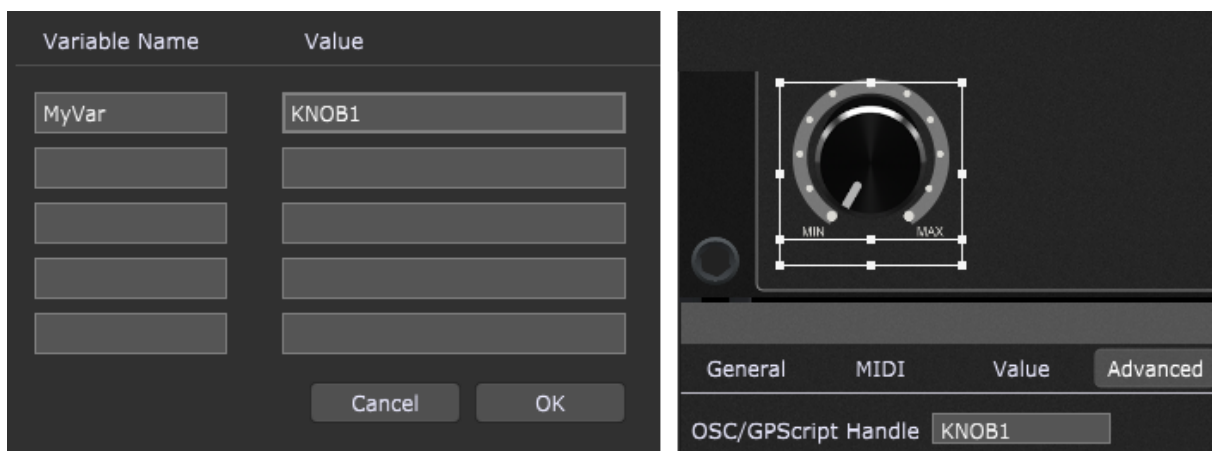 Variable Name Value
MyVar KNOB1
Cancel OK
MIN MAX
General MIDI Value Advanced
OSC/GPScript Handle KNOB1